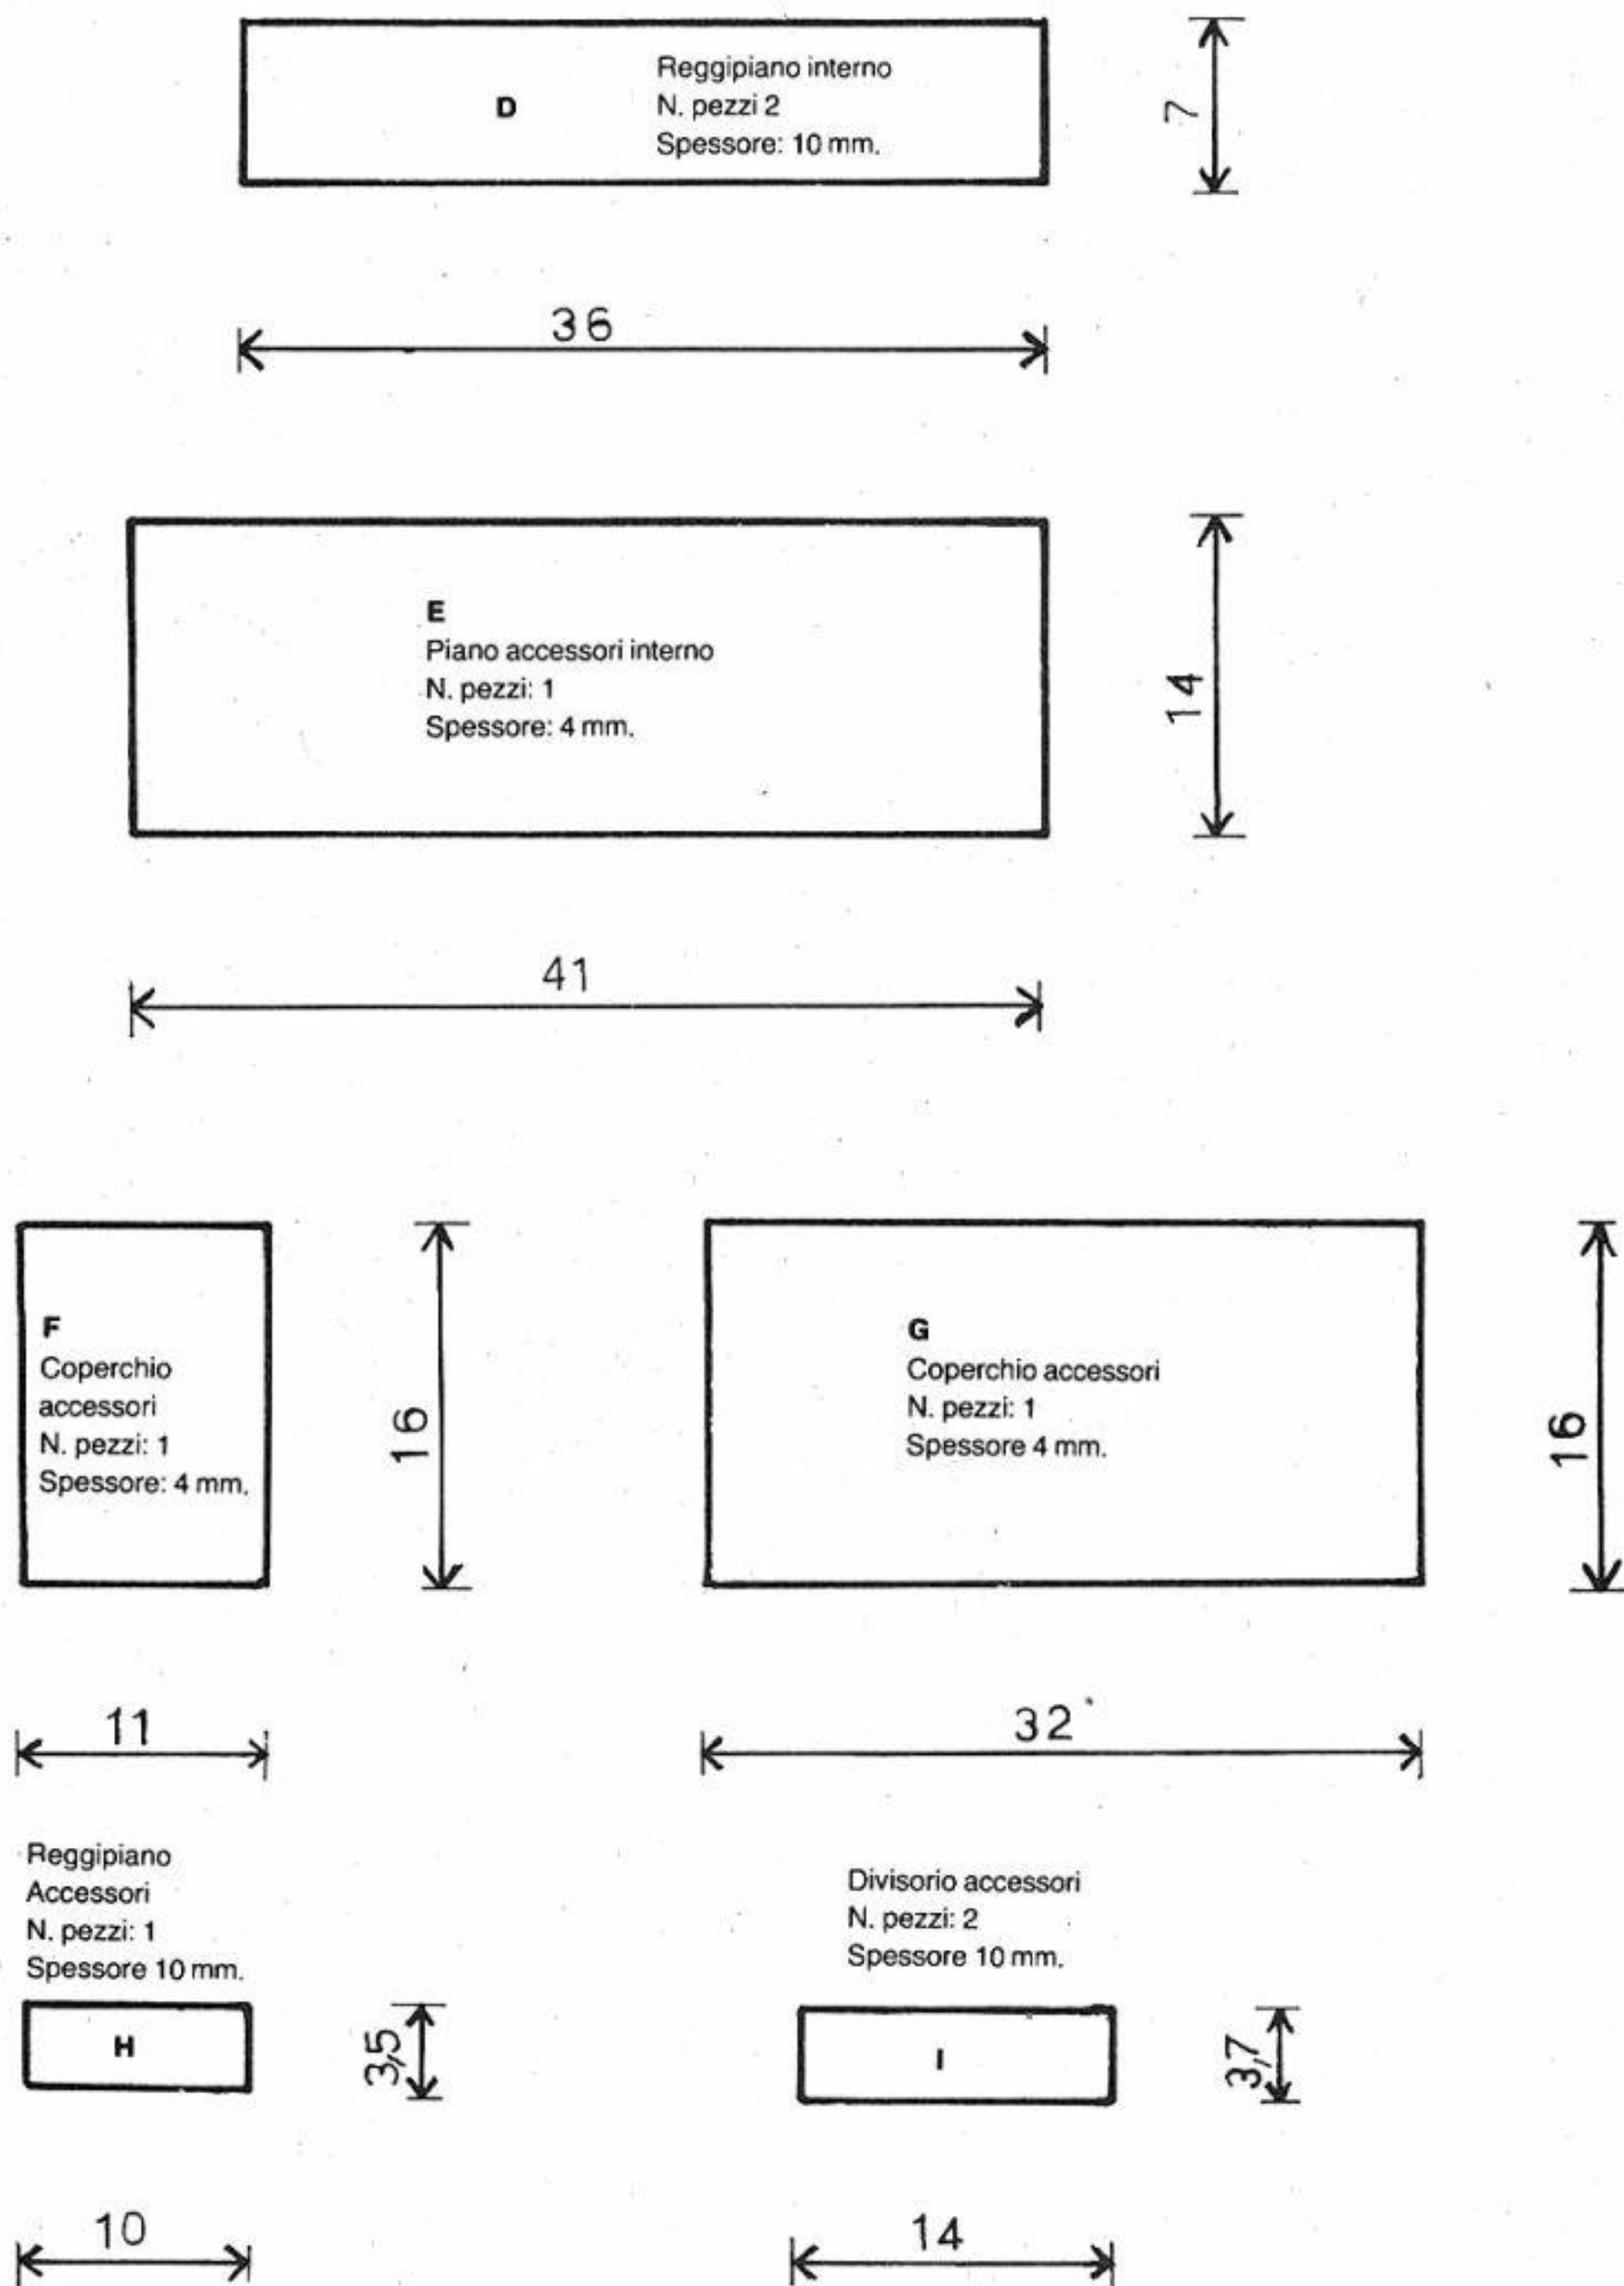 D
Reggipiano interno
N. pezzi 2
Spessore: 10 mm.
7
36
E
Piano accessori interno
N. pezzi: 1
Spessore: 4 mm.
14
41
F
Coperchio
accessori
N. pezzi: 1
Spessore: 4 mm.
16
G
Coperchio accessori
N. pezzi: 1
Spessore 4 mm.
16
11
32
Reggipiano
Accessori
N. pezzi: 1
Spessore 10 mm.
H
3,5
Divisorio accessori
N. pezzi: 2
Spessore 10 mm.
I
3,7
10
14